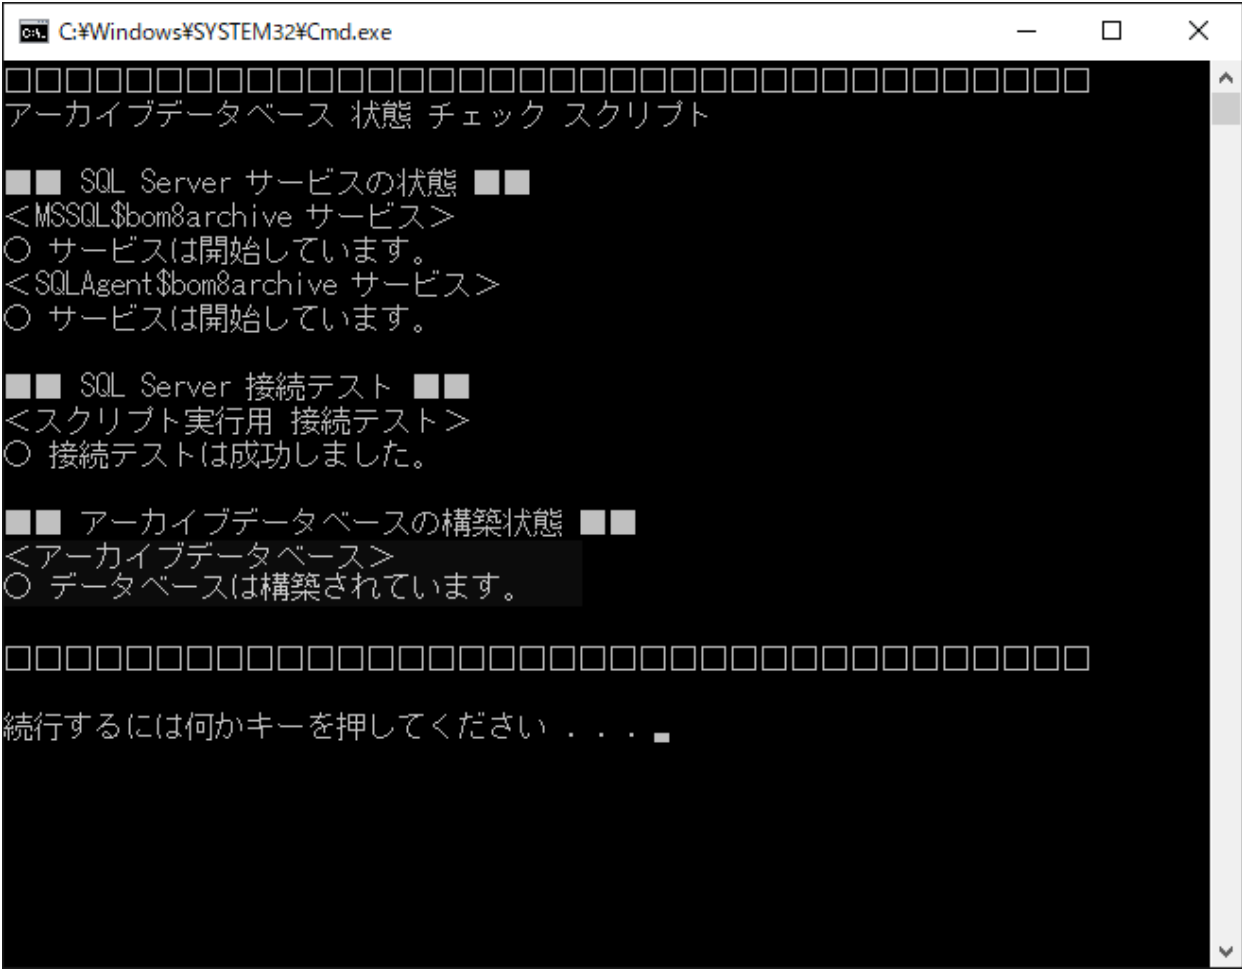 C:¥Windows¥SYSTEM32¥Cmd.exe
□□□□□□□□□□□□□□□□□□□□□□□□□□□□□□□□□□□□
アーカイブデータベース 状態 チェック スクリプト
■■ SQL Server サービスの状態 ■■
＜MSSQL$bom8archive サービス＞
○ サービスは開始しています。
＜SQLAgent$bom8archive サービス＞
○ サービスは開始しています。
■■ SQL Server 接続テスト ■■
＜スクリプト実行用 接続テスト＞
○ 接続テストは成功しました。
■■ アーカイブデータベースの構築状態 ■■
＜アーカイブデータベース＞
○ データベースは構築されています。
□□□□□□□□□□□□□□□□□□□□□□□□□□□□□□□□□□□□
続行するには何かキーを押してください . . .